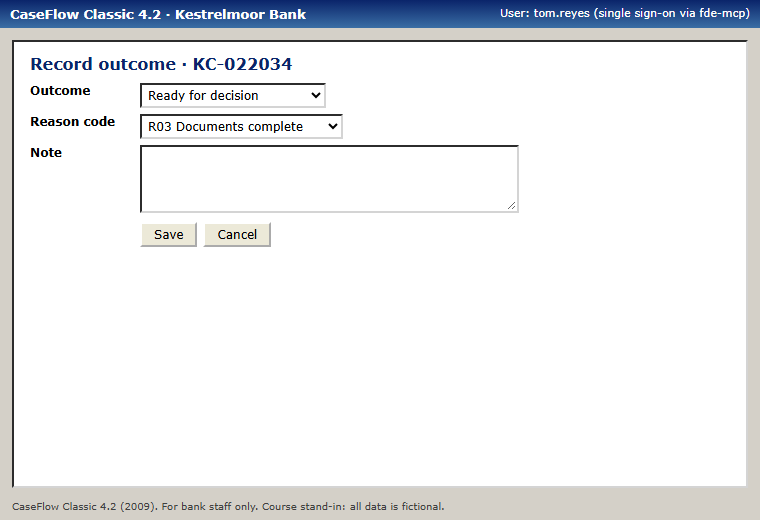 CaseFlow Classic 4.2 · Kestrelmoor Bank
User: tom.reyes (single sign-on via fde-mcp)
Record outcome · KC-022034
Outcome
Ready for decision
Reason code
R03 Documents complete
Note
Save
Cancel
CaseFlow Classic 4.2 (2009). For bank staff only. Course stand-in: all data is fictional.